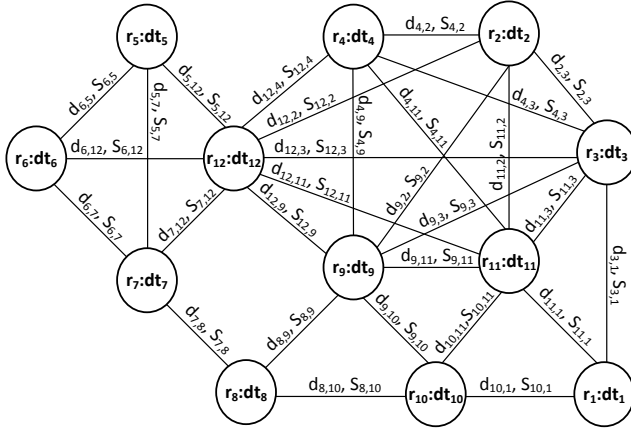 r₅:dt₅
r₄:dt₄
d₄,₂, S₄,₂
r₂:dt₂
d₆,₅, S₆,₅
d₅,₇, S₅,₇
d₅,₁₂, S₅,₁₂
d₁₂,₄, S₁₂,₄
d₁₂,₂, S₁₂,₂
d₄,₉, S₄,₉
d₄,₁₁, S₄,₁₁
d₄,₃, S₄,₃
d₂,₃, S₂,₃
r₆:dt₆
d₆,₁₂, S₆,₁₂
r₁₂:dt₁₂
d₁₂,₃, S₁₂,₃
d₁₁,₂, S₁₁,₂
r₃:dt₃
d₆,₇, S₆,₇
d₇,₁₂, S₇,₁₂
d₁₂,₉, S₁₂,₉
d₁₂,₁₁, S₁₂,₁₁
d₉,₂, S₉,₂
d₉,₃, S₉,₃
d₁₁,₃, S₁₁,₃
r₇:dt₇
r₉:dt₉
d₉,₁₁, S₉,₁₁
r₁₁:dt₁₁
d₃,₁, S₃,₁
d₇,₈, S₇,₈
d₈,₉, S₈,₉
d₉,₁₀, S₉,₁₀
d₁₀,₁₁, S₁₀,₁₁
d₁₁,₁, S₁₁,₁
r₈:dt₈
d₈,₁₀, S₈,₁₀
r₁₀:dt₁₀
d₁₀,₁, S₁₀,₁
r₁:dt₁